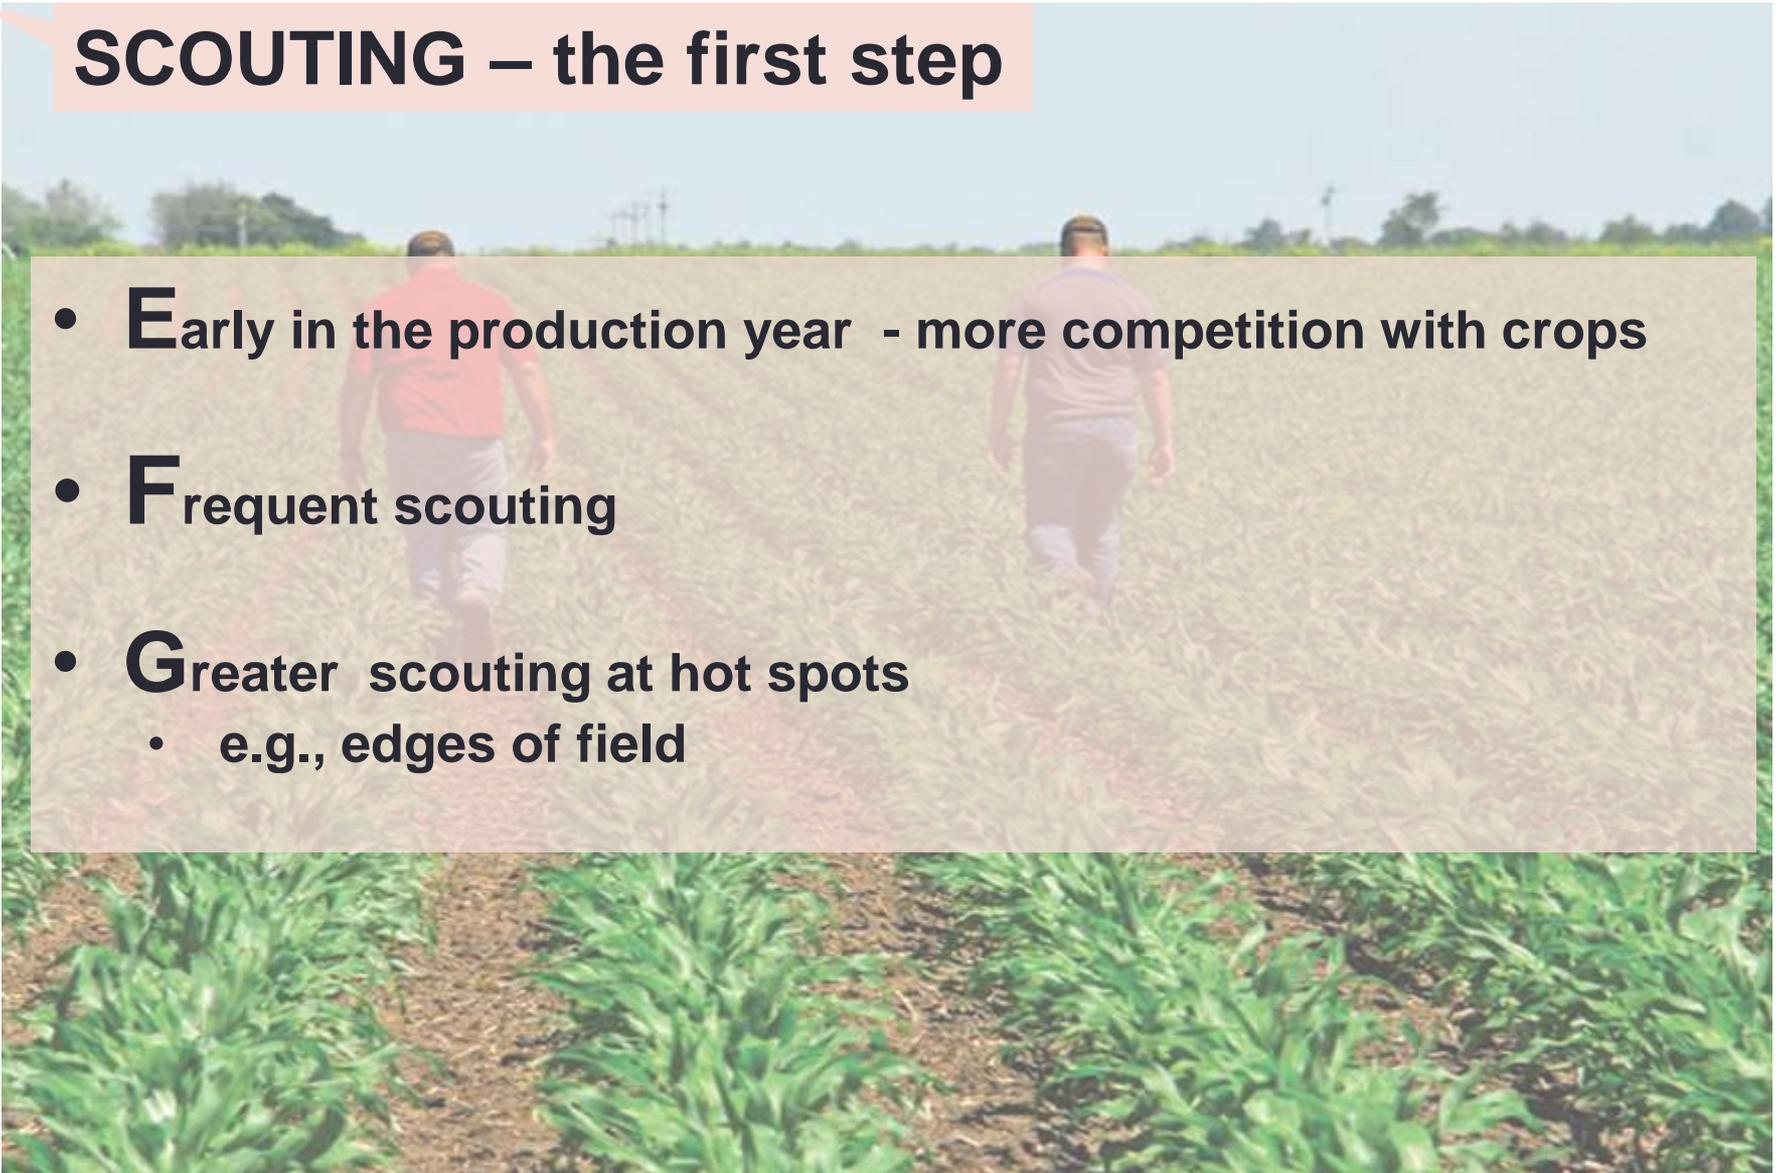 SCOUTING – the first step
• Early in the production year - more competition with crops
• Frequent scouting
• Greater scouting at hot spots
• e.g., edges of field